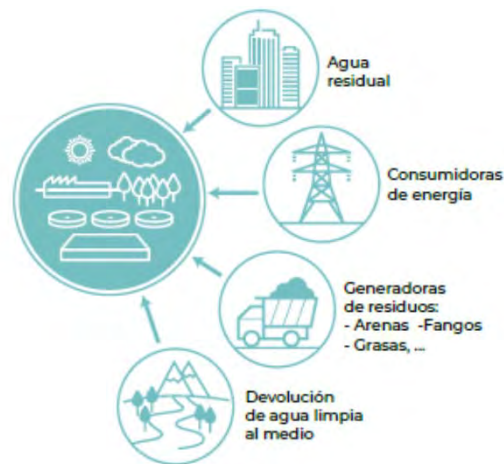 Agua
residual
Consumidoras
de energía
Generadoras
de residuos:
- Arenas -Fangos
- Grasas, ...
Devolución
de agua limpia
al medio